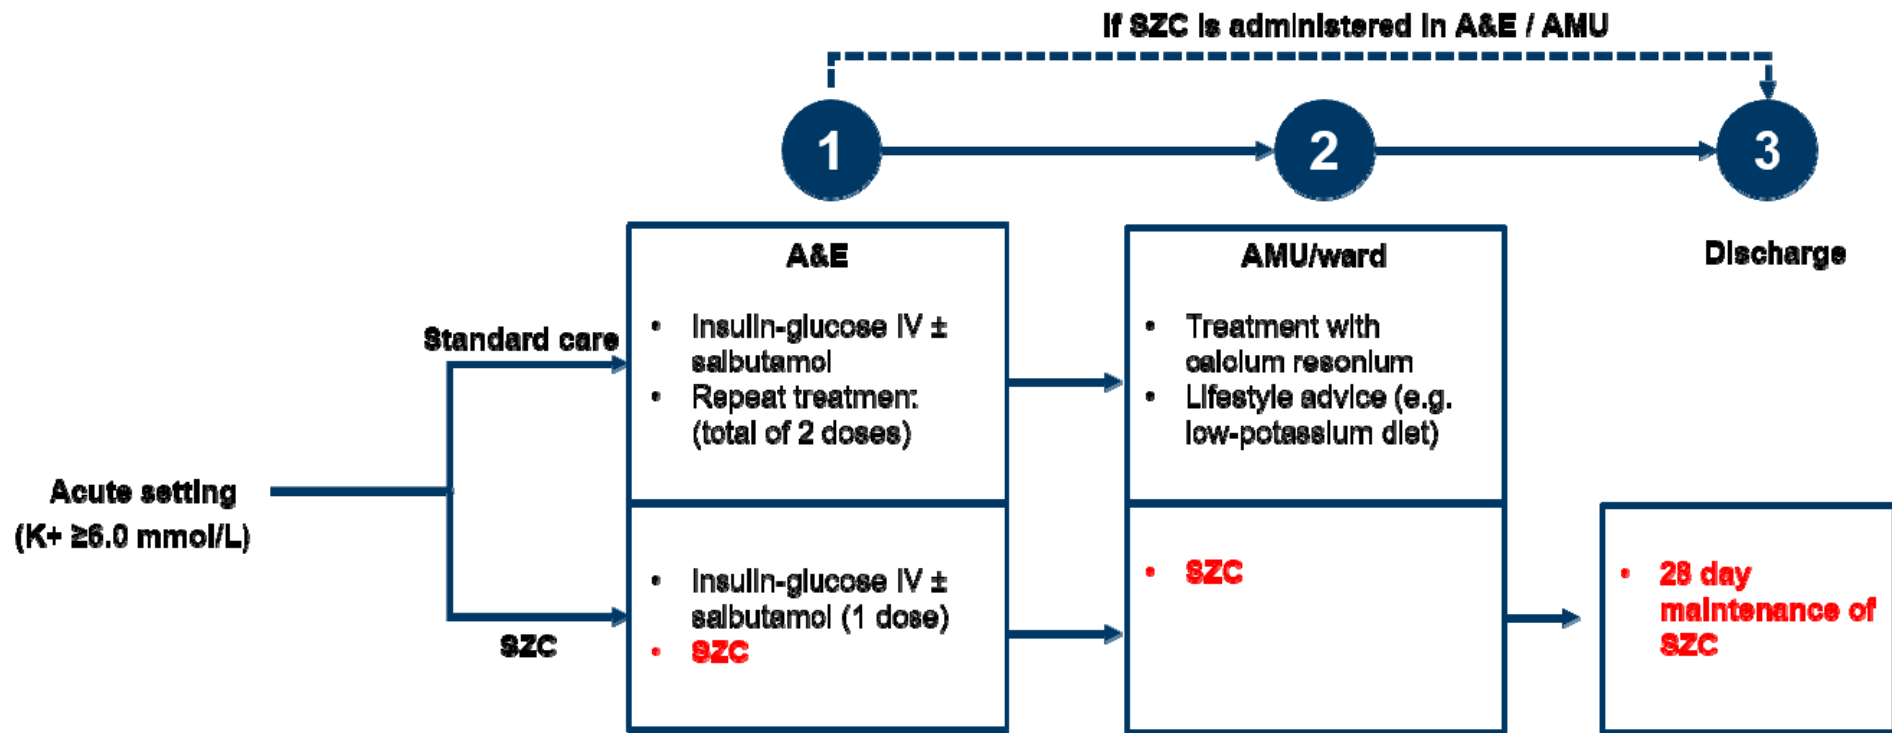 If SZC is administered in A&E / AMU
1
2
3
A&E
AMU/ward
Discharge
Standard care
• Insulin-glucose IV ±
salbutamol
• Repeat treatment
(total of 2 doses)
• Treatment with
calcium resonium
• Lifestyle advice (e.g.
low-potassium diet)
Acute setting
(K+ ≥6.0 mmol/L)
SZC
• Insulin-glucose IV ±
salbutamol (1 dose)
• SZC
• SZC
• 28 day
maintenance of
SZC